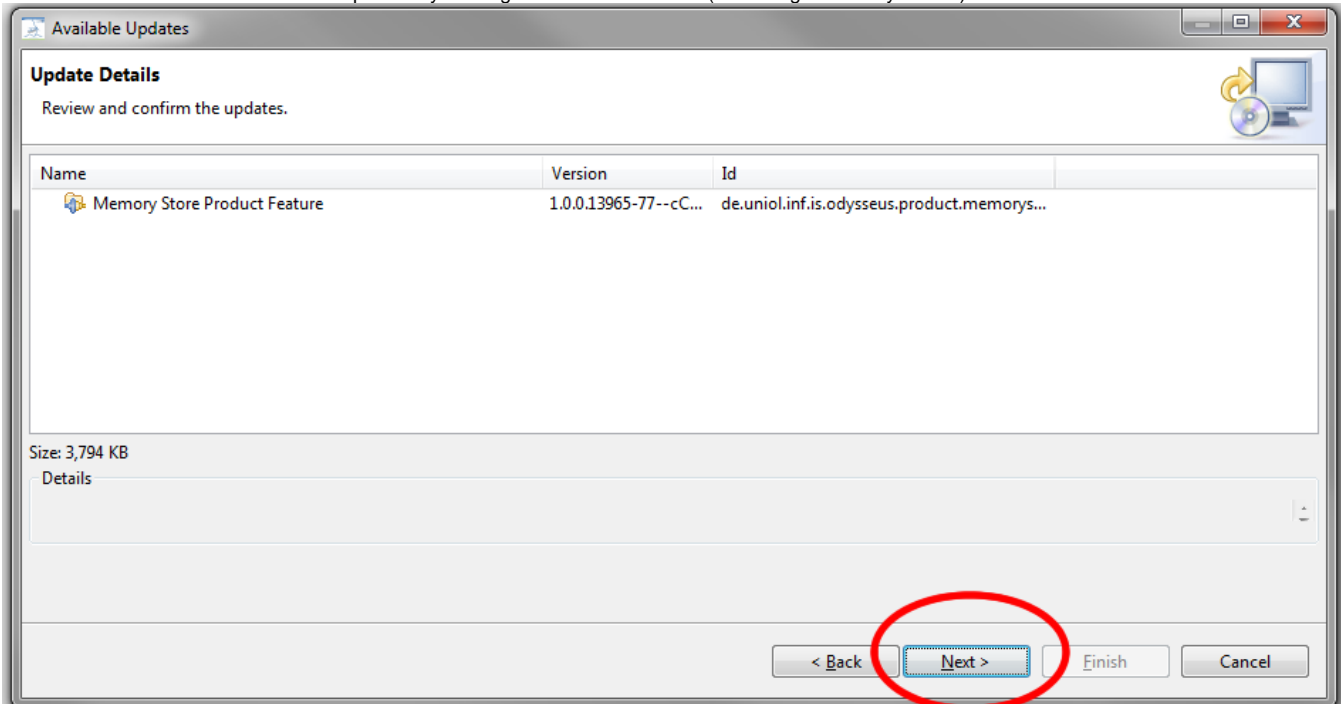 Available Updates
Update Details
Review and confirm the updates.
Name Version Id
Memory Store Product Feature 1.0.0.13965-77--cC... de.uniol.inf.is.odysseus.product.memorys...
Size: 3,794 KB
Details
< Back Next > Finish Cancel